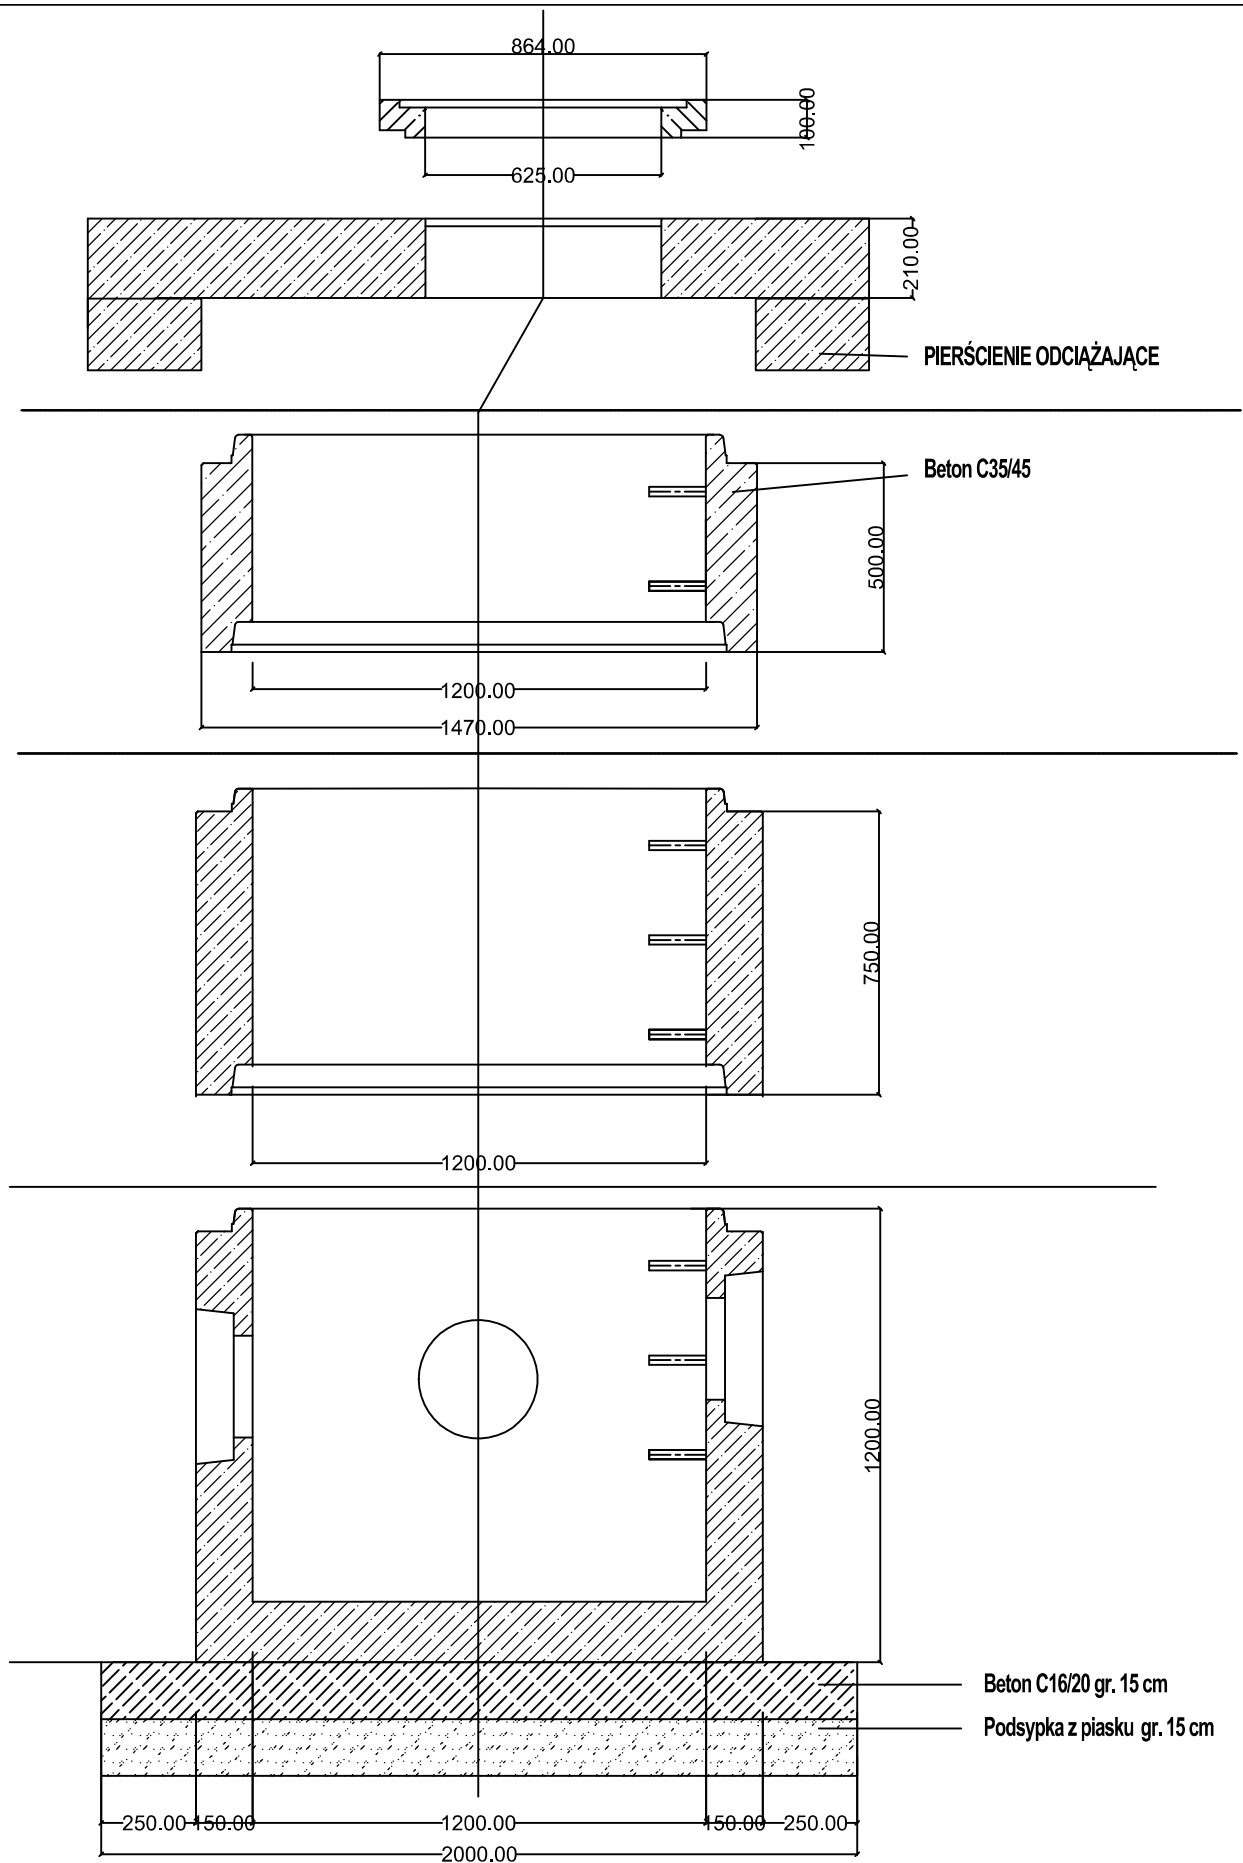 864.00
100.00
625.00
210.00
PIERŚCIENIE ODCIĄŻAJĄCE
Beton C35/45
500.00
1200.00
1470.00
750.00
1200.00
1200.00
Beton C16/20 gr. 15 cm
Podsypka z piasku gr. 15 cm
250.00 150.00 1200.00 150.00 250.00
2000.00